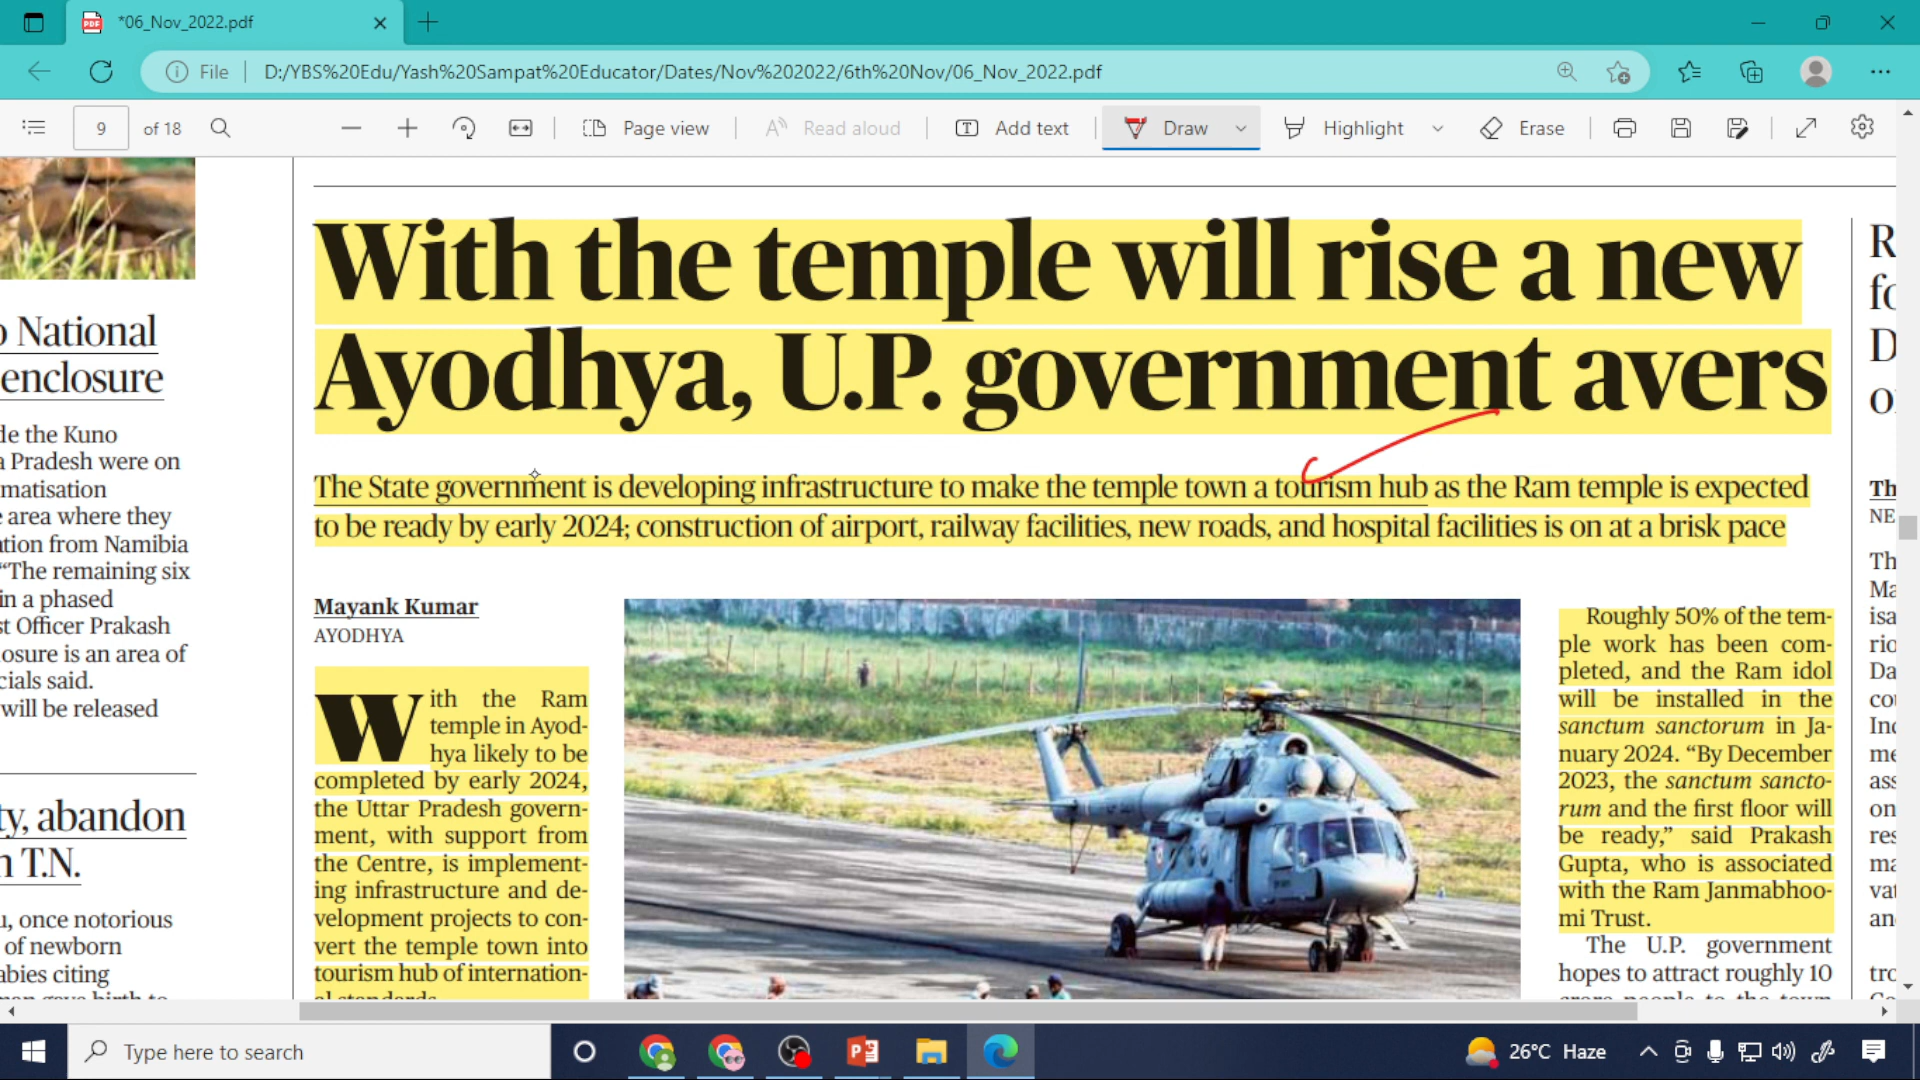 *06_Nov_2022.pdf
File
D:/YBS%20Edu/Yash%20Sampat%20Educator/Dates/Nov%202022/6th%20Nov/06_Nov_2022.pdf
9 of 18
Page view
Read aloud
Add text
Draw
Highlight
Erase
National
enclosure
the Kuno
Pradesh were on
area where they
from Namibia
"The remaining six
in a phased
Officer Prakash
is an area of
said.
will be released
abandon
T.N.
once notorious
of newborn
citing
With the temple will rise a new
Ayodhya, U.P. government avers
The State government is developing infrastructure to make the temple town a tourism hub as the Ram temple is expected
to be ready by early 2024; construction of airport, railway facilities, new roads, and hospital facilities is on at a brisk pace
Mayank Kumar
AYODHYA
With the Ram
temple in Ayod-
hya likely to be
completed by early 2024,
the Uttar Pradesh govern-
ment, with support from
the Centre, is implement-
ing infrastructure and de-
velopment projects to con-
vert the temple town into
tourism hub of internation-
al standards.
Roughly 50% of the tem-
ple work has been com-
pleted, and the Ram idol
will be installed in the
sanctum sanctorum in Ja-
nuary 2024. "By December
2023, the sanctum sancto-
rum and the first floor will
be ready," said Prakash
Gupta, who is associated
with the Ram Janmabhoo-
mi Trust.
The U.P. government
hopes to attract roughly 10
crore people to the town
Type here to search
26°C Haze